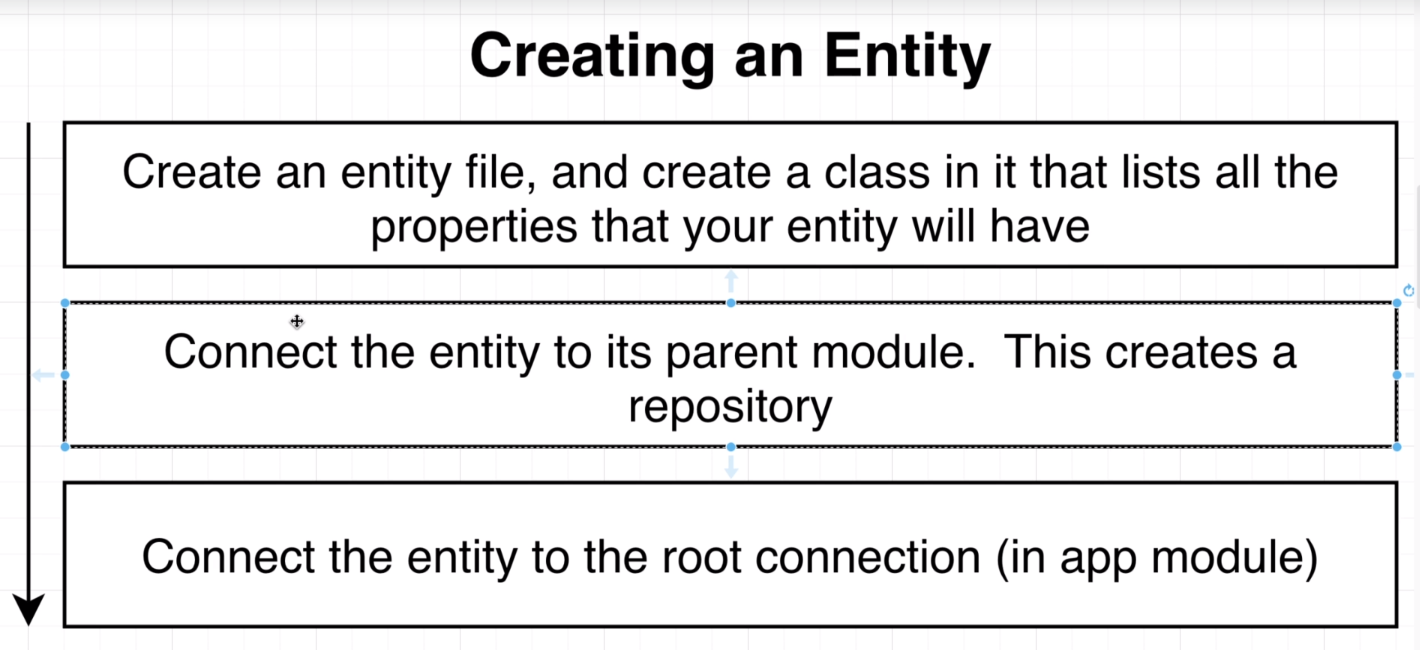 Creating an Entity
Create an entity file, and create a class in it that lists all the
properties that your entity will have
Connect the entity to its parent module.  This creates a
repository
Connect the entity to the root connection (in app module)